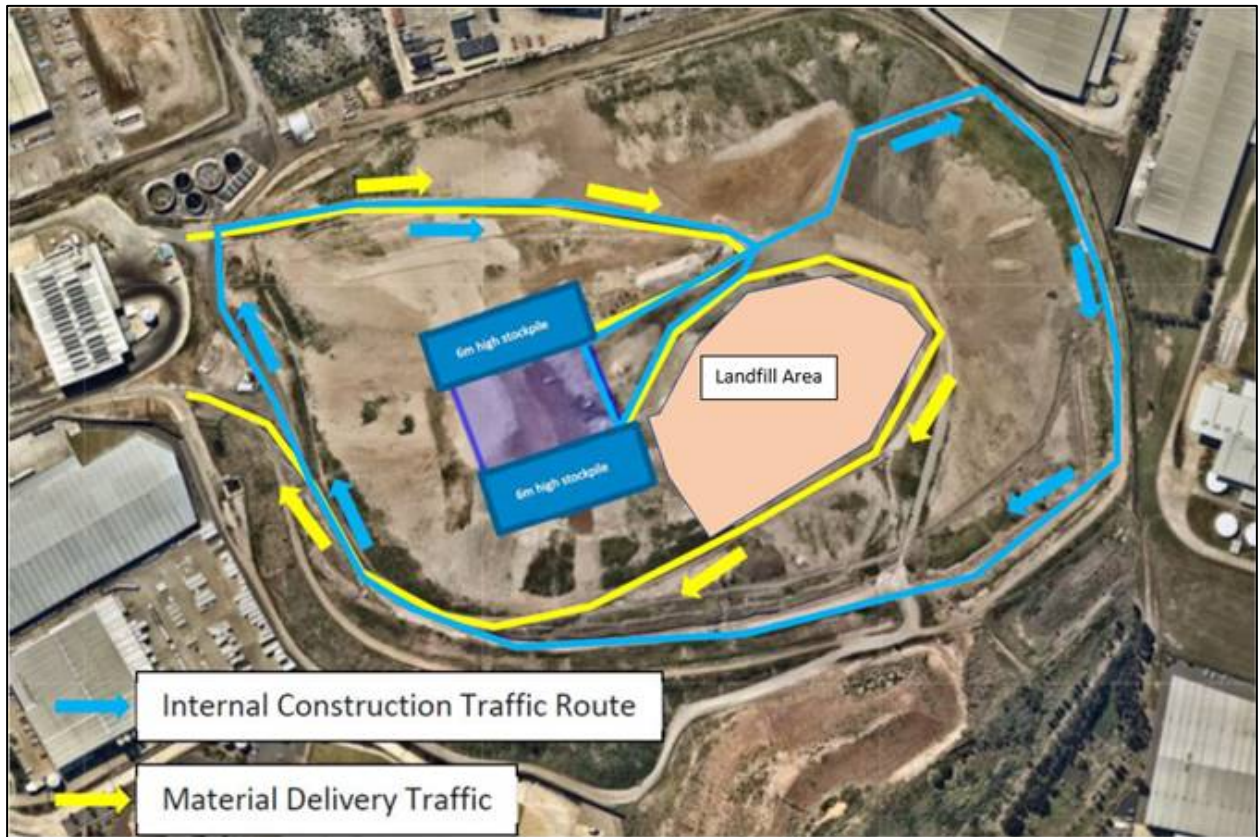 6m high stockpile
Landfill Area
6m high stockpile
Internal Construction Traffic Route
Material Delivery Traffic